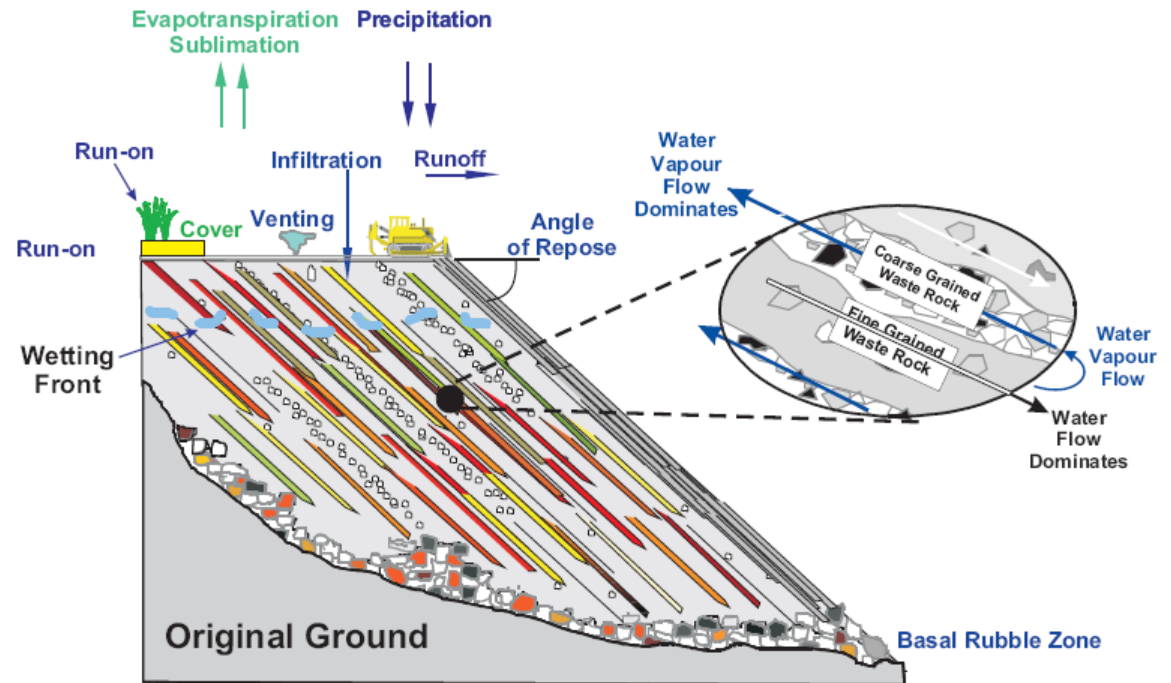 Evapotranspiration
Sublimation
Precipitation
Run-on
Infiltration
Runoff
Cover
Venting
Run-on
Angle
of Repose
Wetting
Front
Original Ground
Basal Rubble Zone
Water
Vapour
Flow
Dominates
Coarse Grained
Waste Rock
Fine Grained
Waste Rock
Water
Vapour
Flow
Water
Flow
Dominates